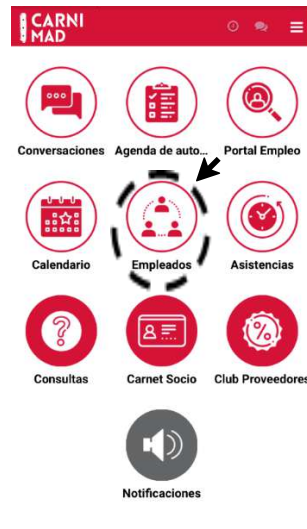 CARNI
MAD
Conversaciones
Agenda de auto...
Portal Empleo
Calendario
Empleados
Asistencias
Consultas
Carnet Socio
Club Proveedores
Notificaciones